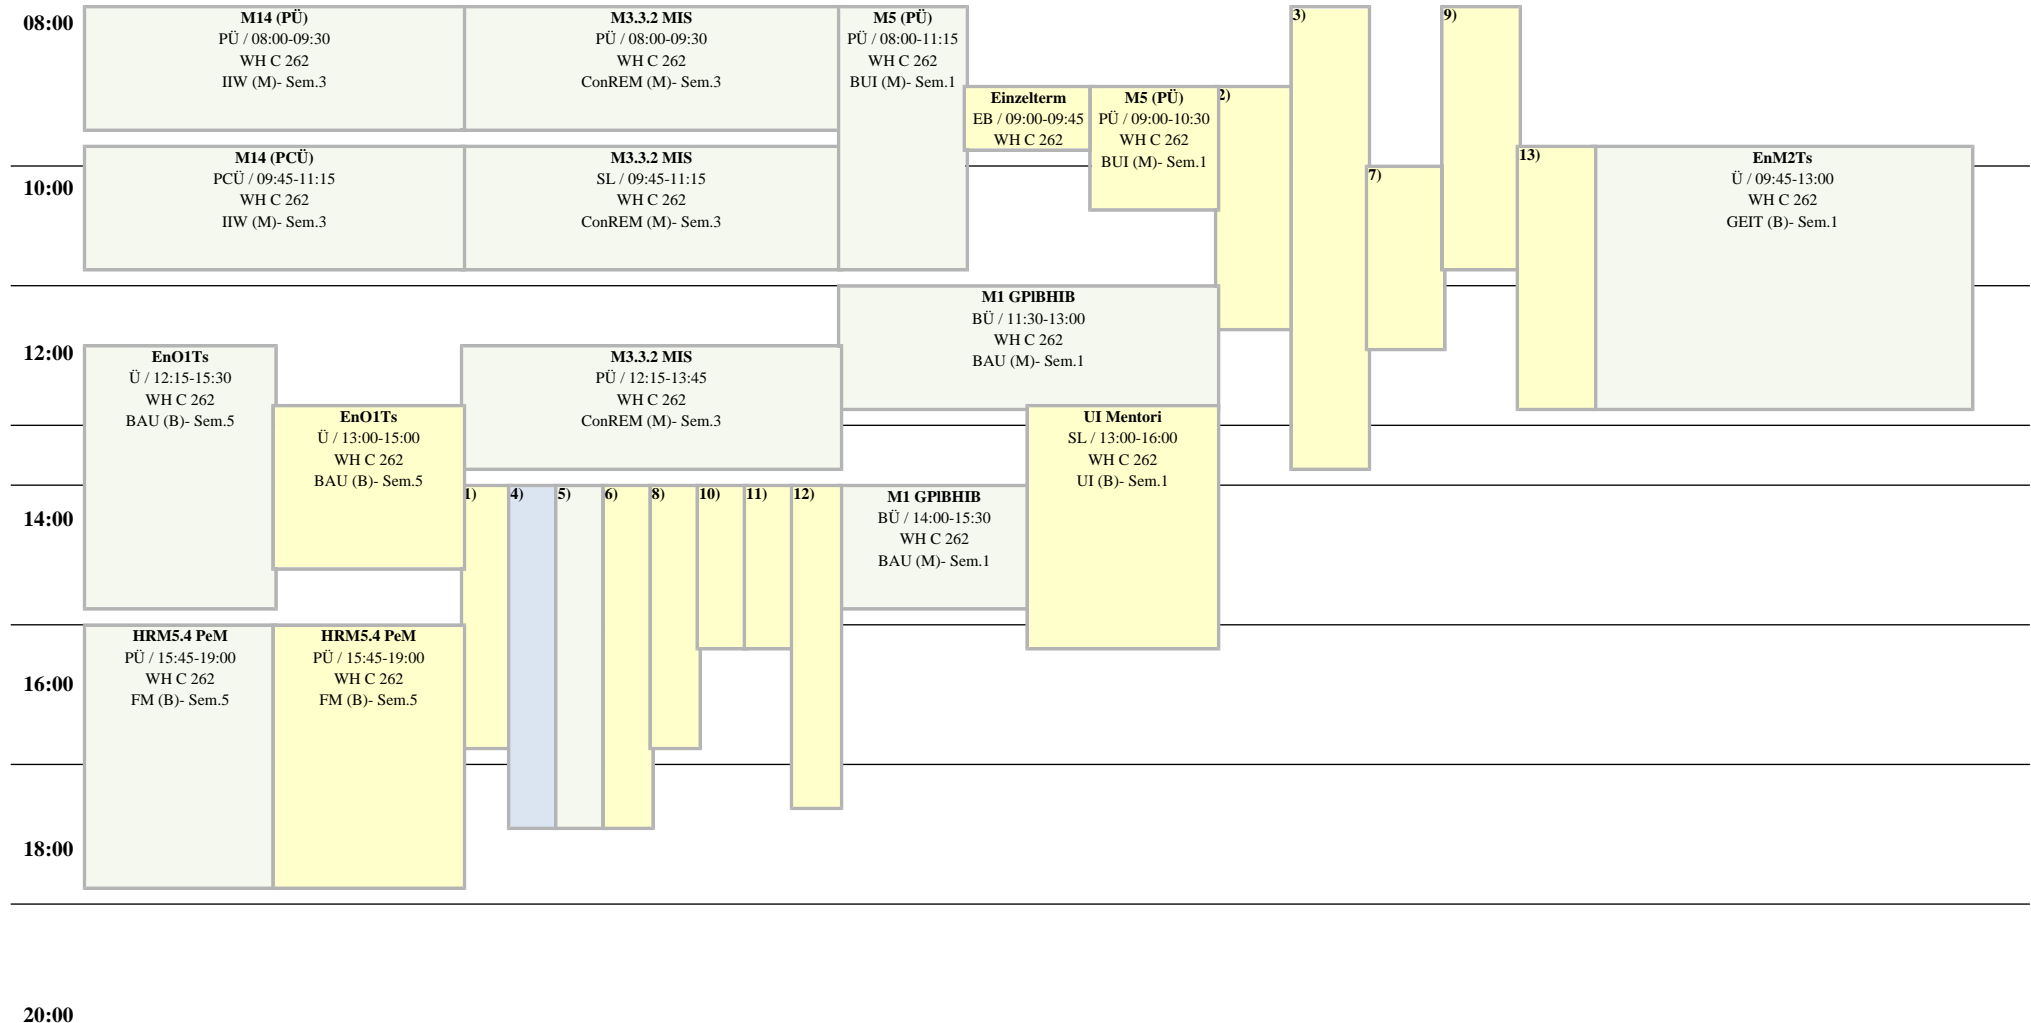 08:00
10:00
12:00
14:00
16:00
18:00
20:00
M14 (PÜ)
PÜ / 08:00-09:30
WH C 262
IIW (M)- Sem.3
M14 (PCÜ)
PCÜ / 09:45-11:15
WH C 262
IIW (M)- Sem.3
EnO1Ts
Ü / 12:15-15:30
WH C 262
BAU (B)- Sem.5
EnO1Ts
Ü / 13:00-15:00
WH C 262
BAU (B)- Sem.5
HRM5.4 PeM
PÜ / 15:45-19:00
WH C 262
FM (B)- Sem.5
HRM5.4 PeM
PÜ / 15:45-19:00
WH C 262
FM (B)- Sem.5
M3.3.2 MIS
PÜ / 08:00-09:30
WH C 262
ConREM (M)- Sem.3
M3.3.2 MIS
SL / 09:45-11:15
WH C 262
ConREM (M)- Sem.3
M3.3.2 MIS
PÜ / 12:15-13:45
WH C 262
ConREM (M)- Sem.3
1)
4)
5)
6)
8)
10)
11)
12)
M5 (PÜ)
PÜ / 08:00-11:15
WH C 262
BUI (M)- Sem.1
Einzelterm
EB / 09:00-09:45
WH C 262
M5 (PÜ)
PÜ / 09:00-10:30
WH C 262
BUI (M)- Sem.1
M1 GPlBHIB
BÜ / 11:30-13:00
WH C 262
BAU (M)- Sem.1
M1 GPlBHIB
BÜ / 14:00-15:30
WH C 262
BAU (M)- Sem.1
UI Mentori
SL / 13:00-16:00
WH C 262
UI (B)- Sem.1
2)
3)
7)
9)
13)
EnM2Ts
Ü / 09:45-13:00
WH C 262
GEIT (B)- Sem.1